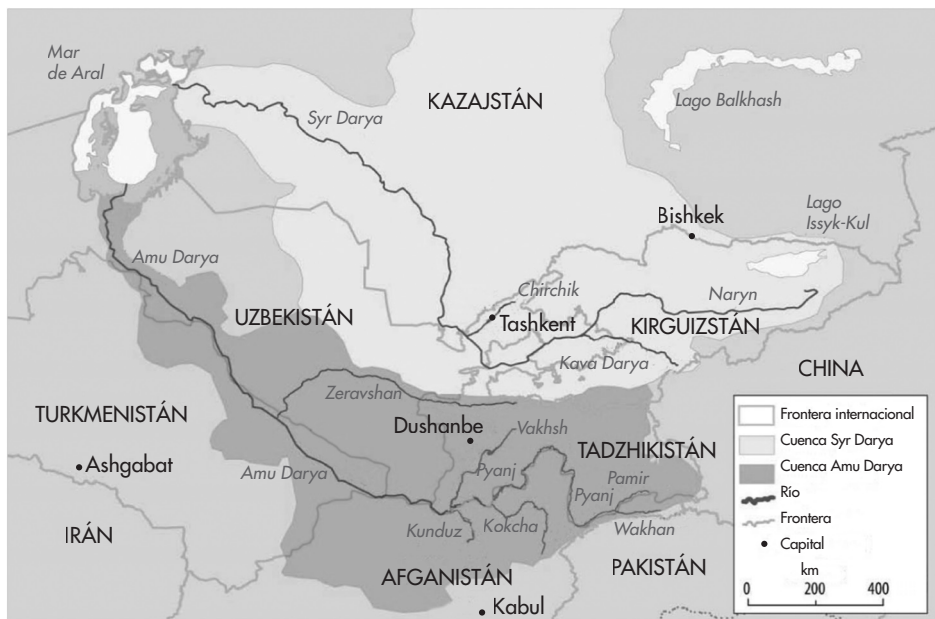 Mar
de Aral
KAZAJSTÁN
Lago Balkhash
Syr Darya
Lago
Issyk-Kul
Bishkek
Amu Darya
Chirchik
Naryn
UZBEKISTÁN
Tashkent
KIRGUIZSTÁN
Kava Darya
CHINA
Zeravshan
TURKMENISTÁN
Dushanbe
Vakhsh
TADZHIKISTÁN
Ashgabat
Amu Darya
Pyanj
Pamir
Pyanj
IRÁN
Kunduz
Kokcha
Wakhan
AFGANISTÁN
PAKISTÁN
Kabul
Frontera internacional
Cuenca Syr Darya
Cuenca Amu Darya
Río
Frontera
Capital
km
0 200 400